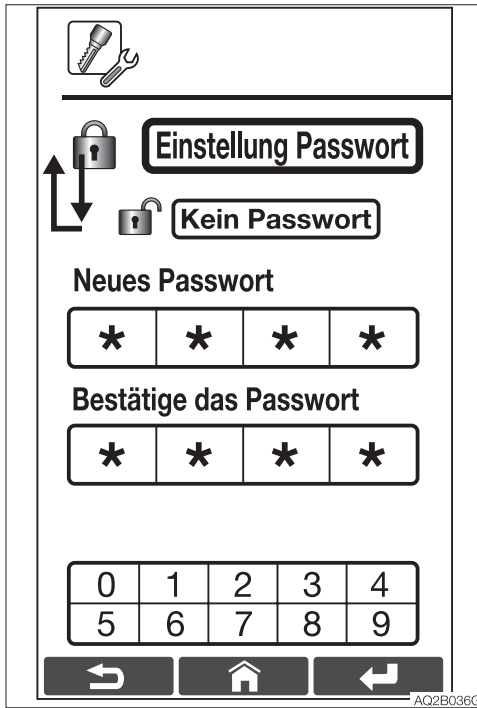 Einstellung Passwort
Kein Passwort
Neues Passwort
* * * *
Bestätige das Passwort
* * * *
0 1 2 3 4
5 6 7 8 9
AQ2B036G